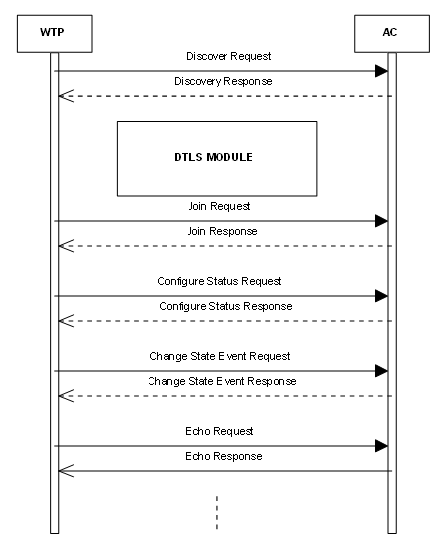 WTP
AC
Discover Request
Discovery Response
DTLS MODULE
Join Request
Join Response
Configure Status Request
Configure Status Response
Change State Event Request
Change State Event Response
Echo Request
Echo Response